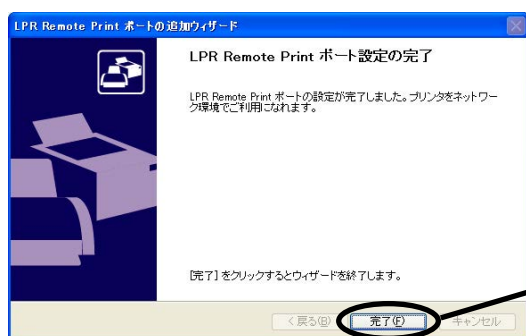 LPR Remote Print ポートの追加ウィザード
LPR Remote Print ポート設定の完了
LPR Remote Print ポートの設定が完了しました。プリンタをネットワー
ク環境でご利用になれます。
[完了] をクリックするとウィザードを終了します。
< 戻る(B) 完了(F) キャンセル